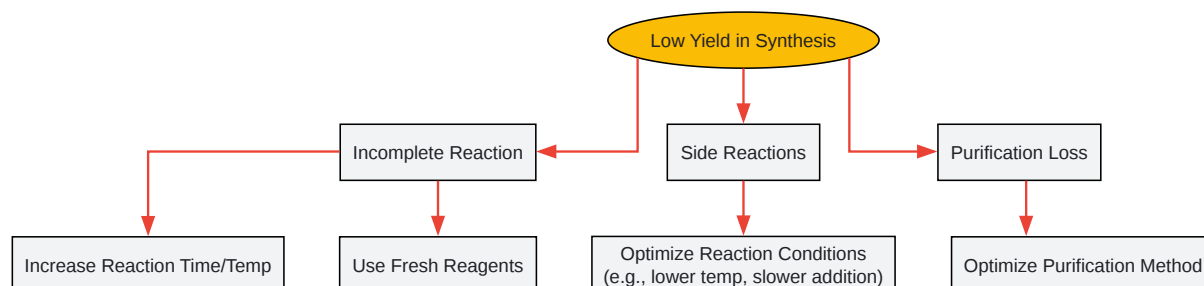 Low Yield in Synthesis
Incomplete Reaction
Side Reactions
Purification Loss
Increase Reaction Time/Temp
Use Fresh Reagents
Optimize Reaction Conditions
(e.g., lower temp, slower addition)
Optimize Purification Method